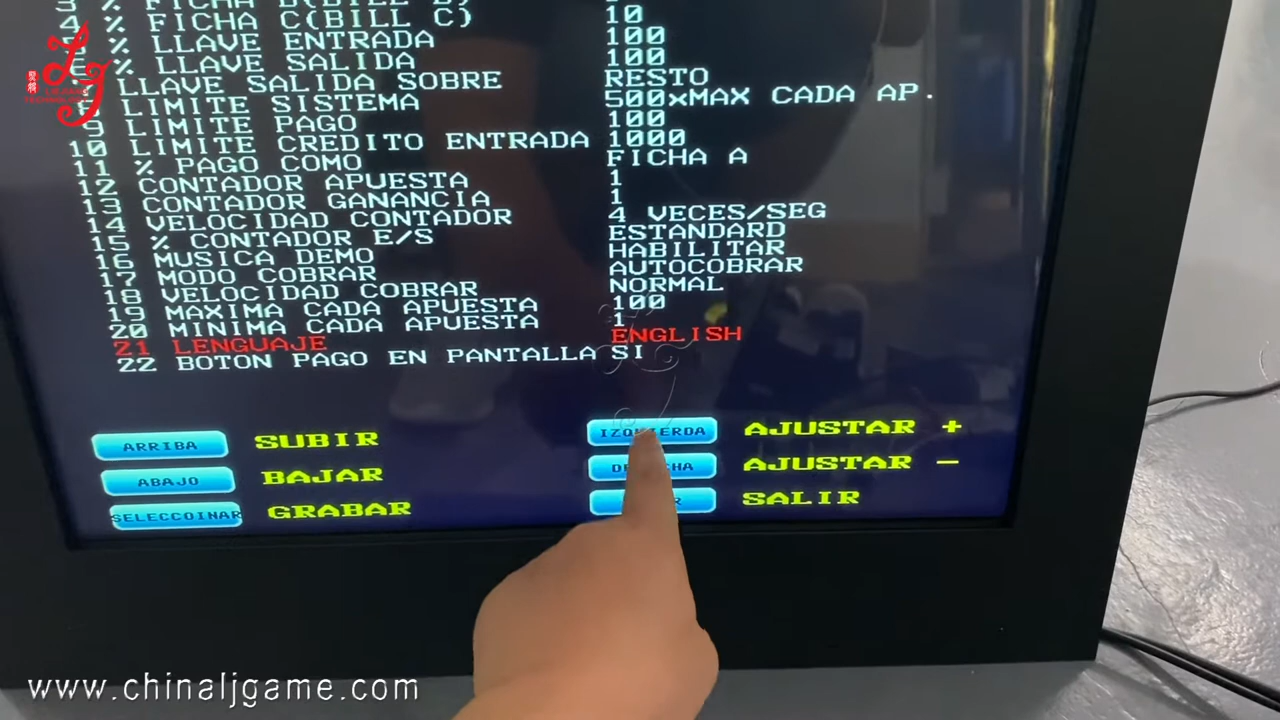 3 % FICHA B(BILL B)
4 % FICHA C(BILL C) 10
5 % LLAVE ENTRADA 100
6 % LLAVE SALIDA 100
LLAVE SALIDA SOBRE RESTO
8 LIMITE SISTEMA 500xMAX CADA AP.
9 LIMITE PAGO 100
10 LIMITE CREDITO ENTRADA 1000
11 % PAGO COMO FICHA A
12 CONTADOR APUESTA 1
13 CONTADOR GANANCIA 1
14 VELOCIDAD CONTADOR 4 VECES/SEG
15 % CONTADOR E/S ESTANDARD
16 MUSICA DEMO HABILITAR
17 MODO COBRAR AUTOCOBRAR
18 VELOCIDAD COBRAR NORMAL
19 MAXIMA CADA APUESTA 100
20 MINIMA CADA APUESTA 1
21 LENGUAJE ENGLISH
22 BOTON PAGO EN PANTALLA SI
ARRIBA SUBIR
ABAJO BAJAR
SELECCOINAR GRABAR
AJUSTAR +
AJUSTAR -
SALIR
www.chinaljgame.com